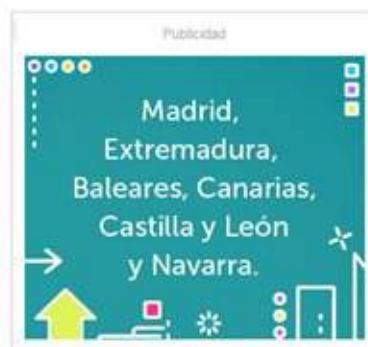 Publicidad
Madrid,
Extremadura,
Baleares, Canarias,
Castilla y León
y Navarra.